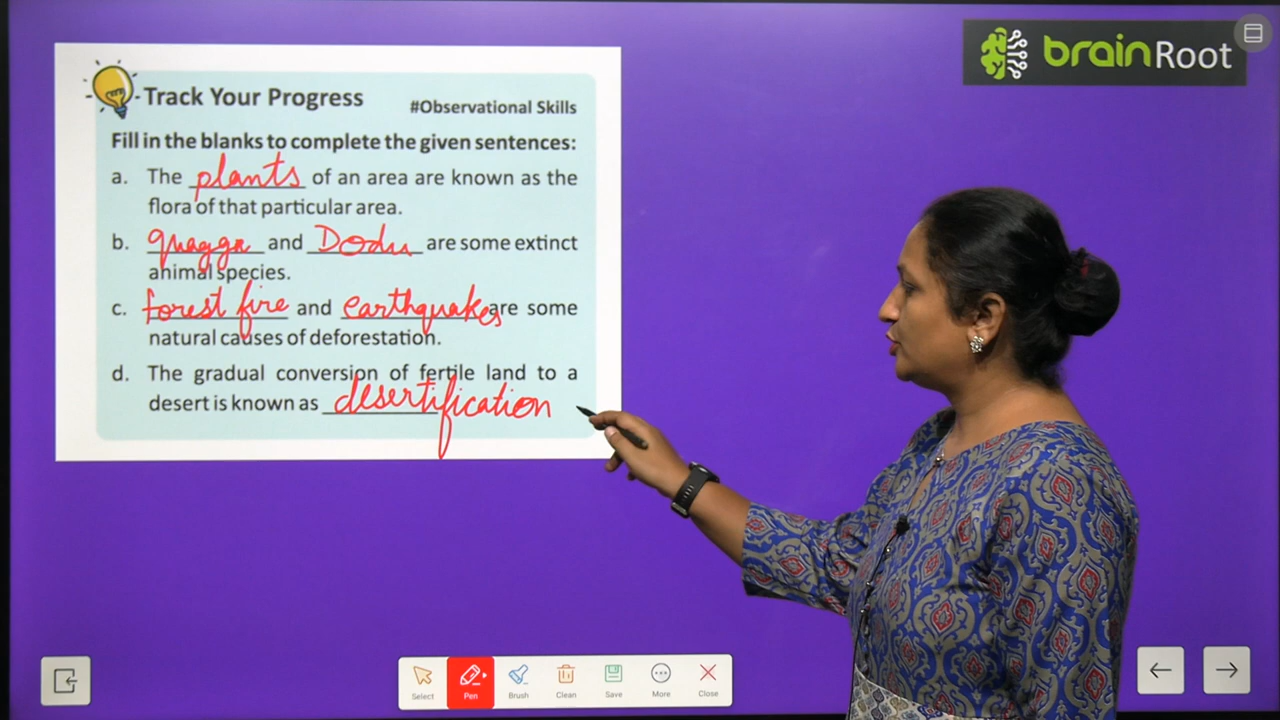 brainRoot
Track Your Progress
#Observational Skills
Fill in the blanks to complete the given sentences:
a. The plants of an area are known as the
flora of that particular area.
b. quagga and Dodu are some extinct
animal species.
c. forest fire and earthquakes are some
natural causes of deforestation.
d. The gradual conversion of fertile land to a
desert is known as desertification
Select Pen Brush Clean Save More Close